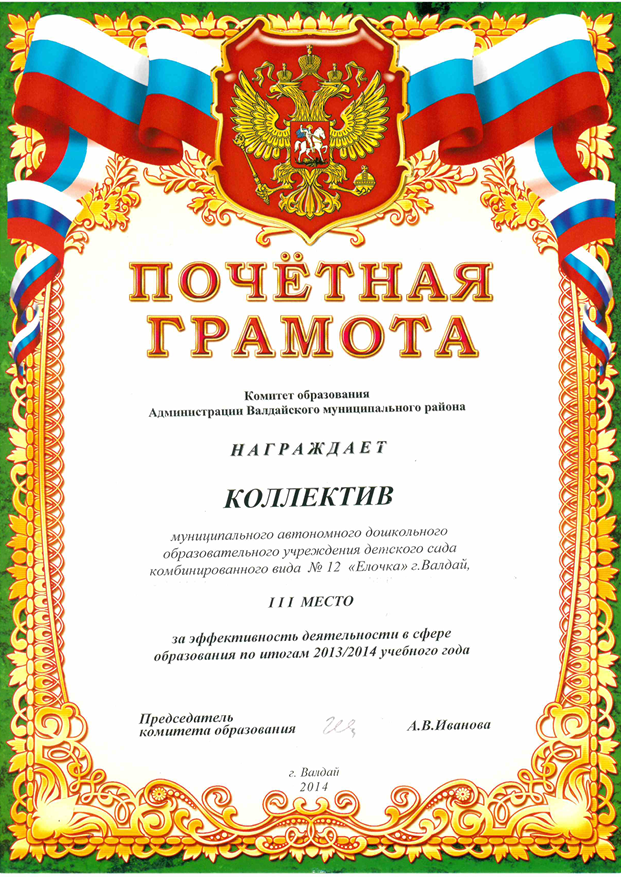 ПОЧЁТНАЯ
ГРАМОТА
Комитет образования
Администрации Валдайского муниципального района
НАГРАЖДАЕТ
КОЛЛЕКТИВ
муниципального автономного дошкольного
образовательного учреждения детского сада
комбинированного вида № 12 «Елочка» г.Валдай,
III МЕСТО
за эффективность деятельности в сфере
образования по итогам 2013/2014 учебного года
Председатель
комитета образования А.В.Иванова
г. Валдай
2014